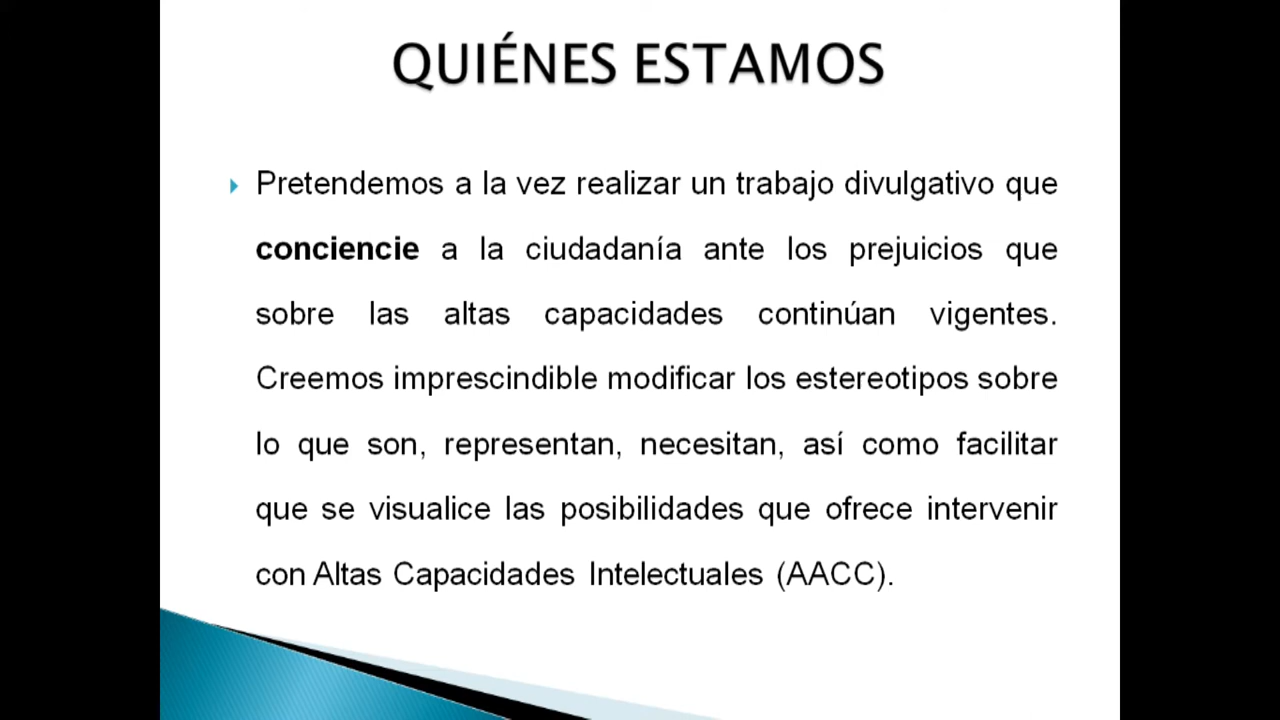 QUIÉNES ESTAMOS
Pretendemos a la vez realizar un trabajo divulgativo que
conciencie a la ciudadanía ante los prejuicios que
sobre las altas capacidades continúan vigentes.
Creemos imprescindible modificar los estereotipos sobre
lo que son, representan, necesitan, así como facilitar
que se visualice las posibilidades que ofrece intervenir
con Altas Capacidades Intelectuales (AACC).